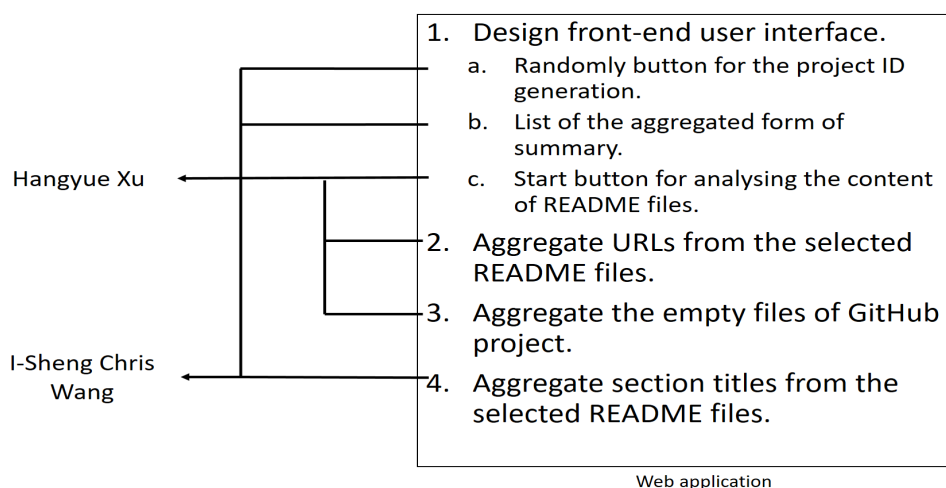 1. Design front-end user interface.
a. Randomly button for the project ID
generation.
b. List of the aggregated form of
summary.
Hangyue Xu
c. Start button for analysing the content
of README files.
2. Aggregate URLs from the selected
README files.
3. Aggregate the empty files of GitHub
project.
I-Sheng Chris
Wang
4. Aggregate section titles from the
selected README files.
Web application